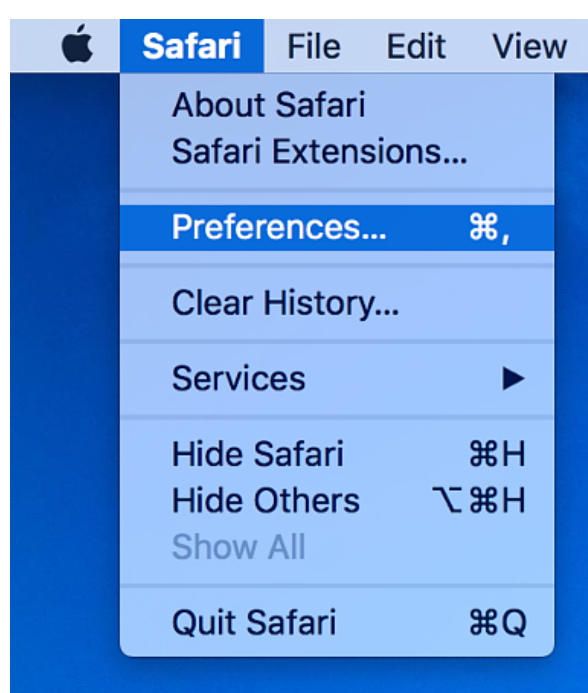 Safari File Edit View
About Safari
Safari Extensions...
Preferences... ⌘,
Clear History...
Services ▶
Hide Safari ⌘H
Hide Others ⌥⌘H
Show All
Quit Safari ⌘Q